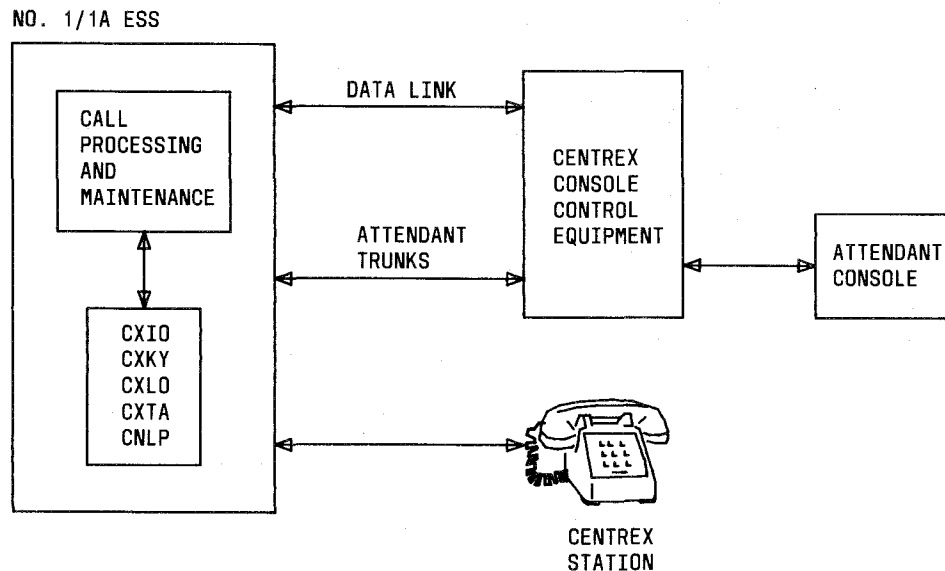 NO. 1/1A ESS
CALL
PROCESSING
AND
MAINTENANCE
CXIO
CXKY
CXLO
CXTA
CNLP
DATA LINK
ATTENDANT
TRUNKS
CENTREX
CONSOLE
CONTROL
EQUIPMENT
ATTENDANT
CONSOLE
CENTREX
STATION